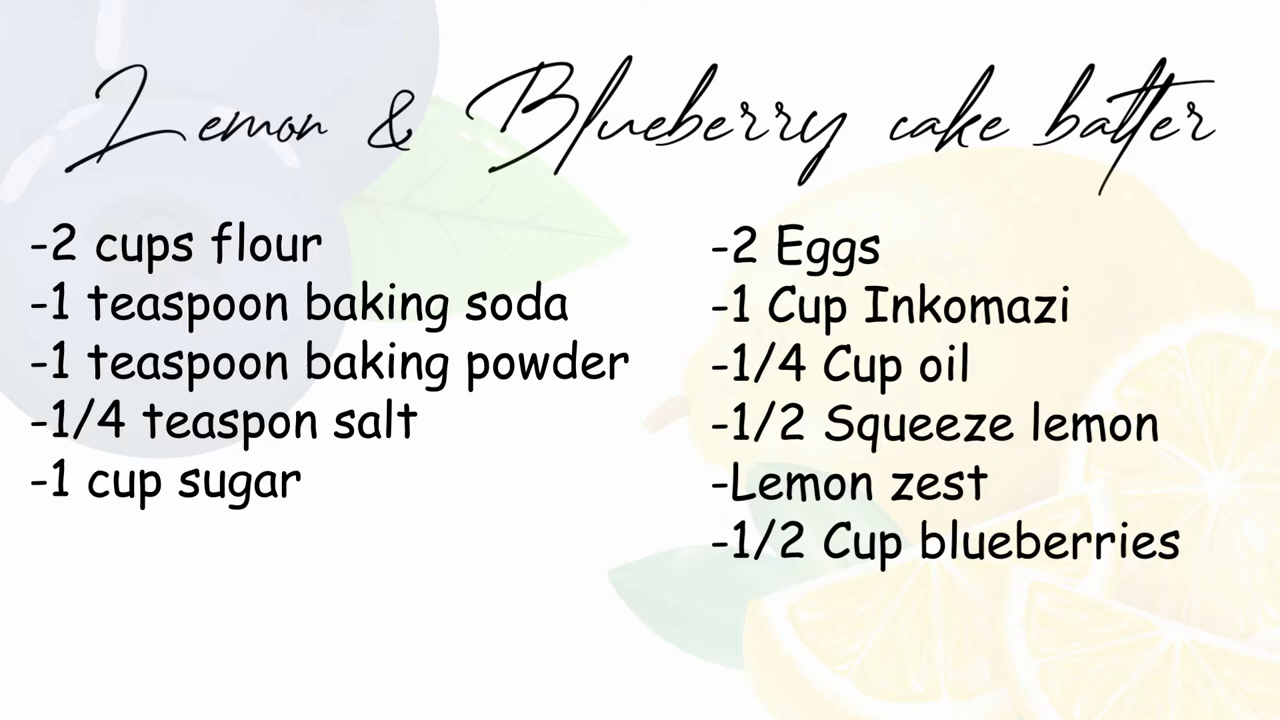 Lemon & Blueberry cake batter
-2 cups flour
-1 teaspoon baking soda
-1 teaspoon baking powder
-1/4 teaspon salt
-1 cup sugar
-2 Eggs
-1 Cup Inkomazi
-1/4 Cup oil
-1/2 Squeeze lemon
-Lemon zest
-1/2 Cup blueberries